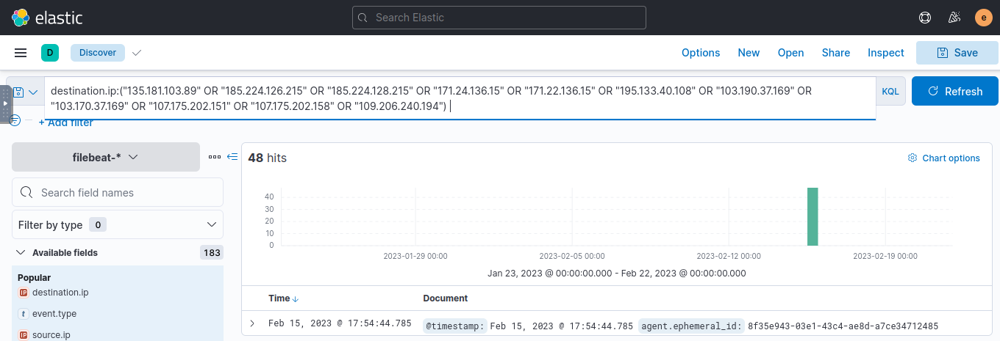 elastic
Search Elastic
e
D
Discover
Options
New
Open
Share
Inspect
Save
destination.ip:("135.181.103.89" OR "185.224.126.215" OR "185.224.128.215" OR "171.24.136.15" OR "171.22.136.15" OR "195.133.40.108" OR "103.190.37.169" OR
"103.170.37.169" OR "107.175.202.151" OR "107.175.202.158" OR "109.206.240.194")
KQL
Refresh
+ Add filter
filebeat-*
48 hits
Chart options
Search field names
Filter by type 0
Available fields 183
Popular
IP destination.ip
t event.type
IP source.ip
40
30
20
10
0
2023-01-29 00:00
2023-02-05 00:00
2023-02-12 00:00
2023-02-19 00:00
Jan 23, 2023 @ 00:00:00.000 - Feb 22, 2023 @ 00:00:00.000
Time Document
Feb 15, 2023 @ 17:54:44.785 @timestamp: Feb 15, 2023 @ 17:54:44.785 agent.ephemeral_id: 8f35e943-03e1-43c4-ae8d-a7ce34712485